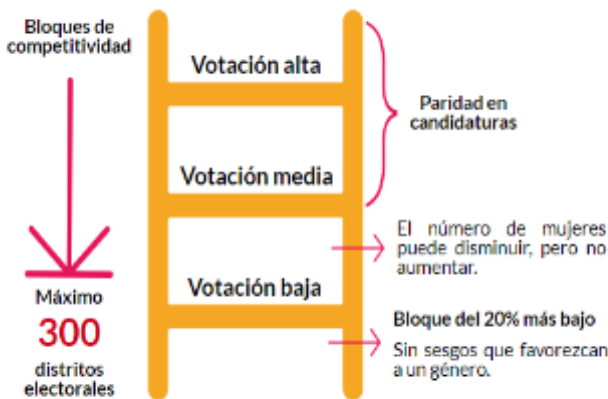 Bloques de
competitividad
Votación alta
Paridad en
candidaturas
Votación media
El número de mujeres
puede disminuir, pero no
aumentar.
Votación baja
Máximo
300
distritos
electorales
Bloque del 20% más bajo
Sin sesgos que favorezcan
a un género.